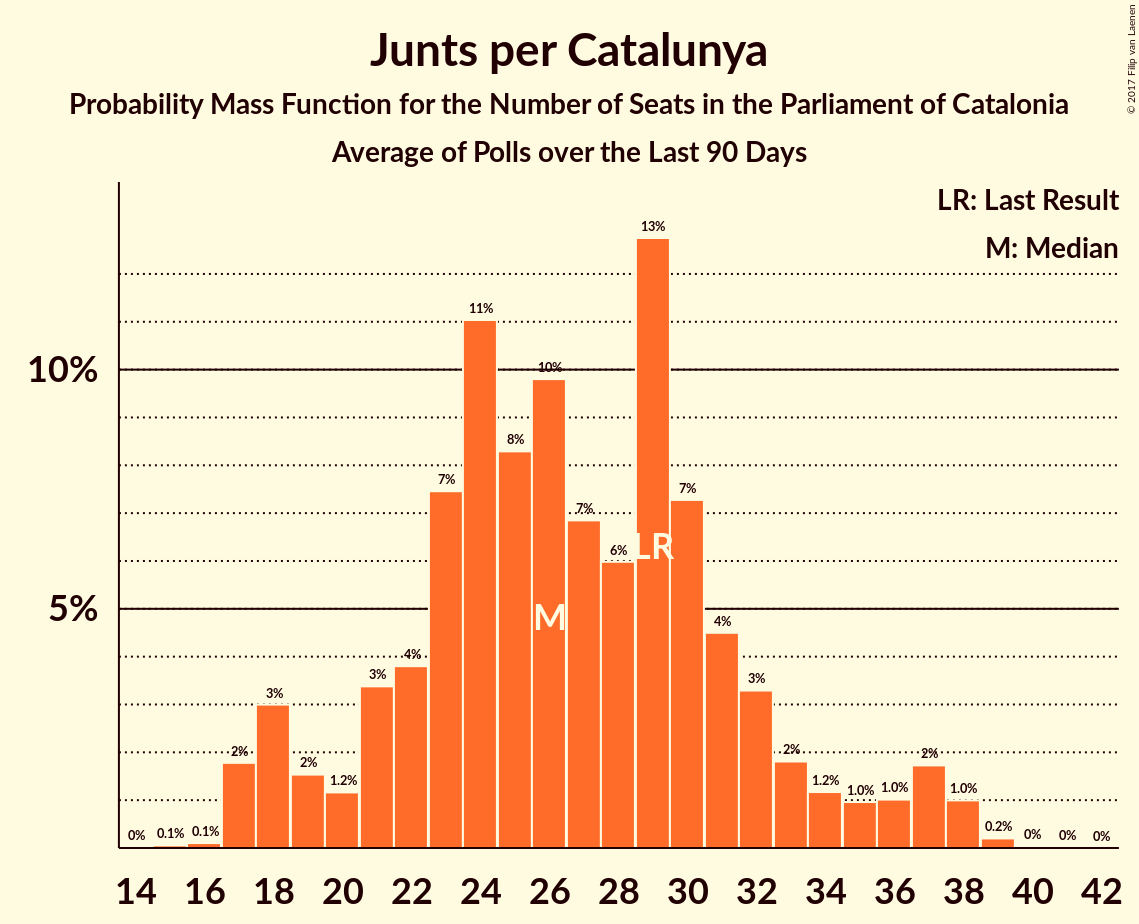 Junts per Catalunya
Probability Mass Function for the Number of Seats in the Parliament of Catalonia
Average of Polls over the Last 90 Days
© 2017 Filip van Laenen
LR: Last Result
M: Median
10%
5%
0% 0.1% 0.1% 2% 3% 2% 1.2% 3% 4% 7% 11% 8% 10% 7% 6% 13% 7% 4% 3% 2% 1.2% 1.0% 1.0% 2% 1.0% 0.2% 0% 0% 0%
LR
M
14 16 18 20 22 24 26 28 30 32 34 36 38 40 42